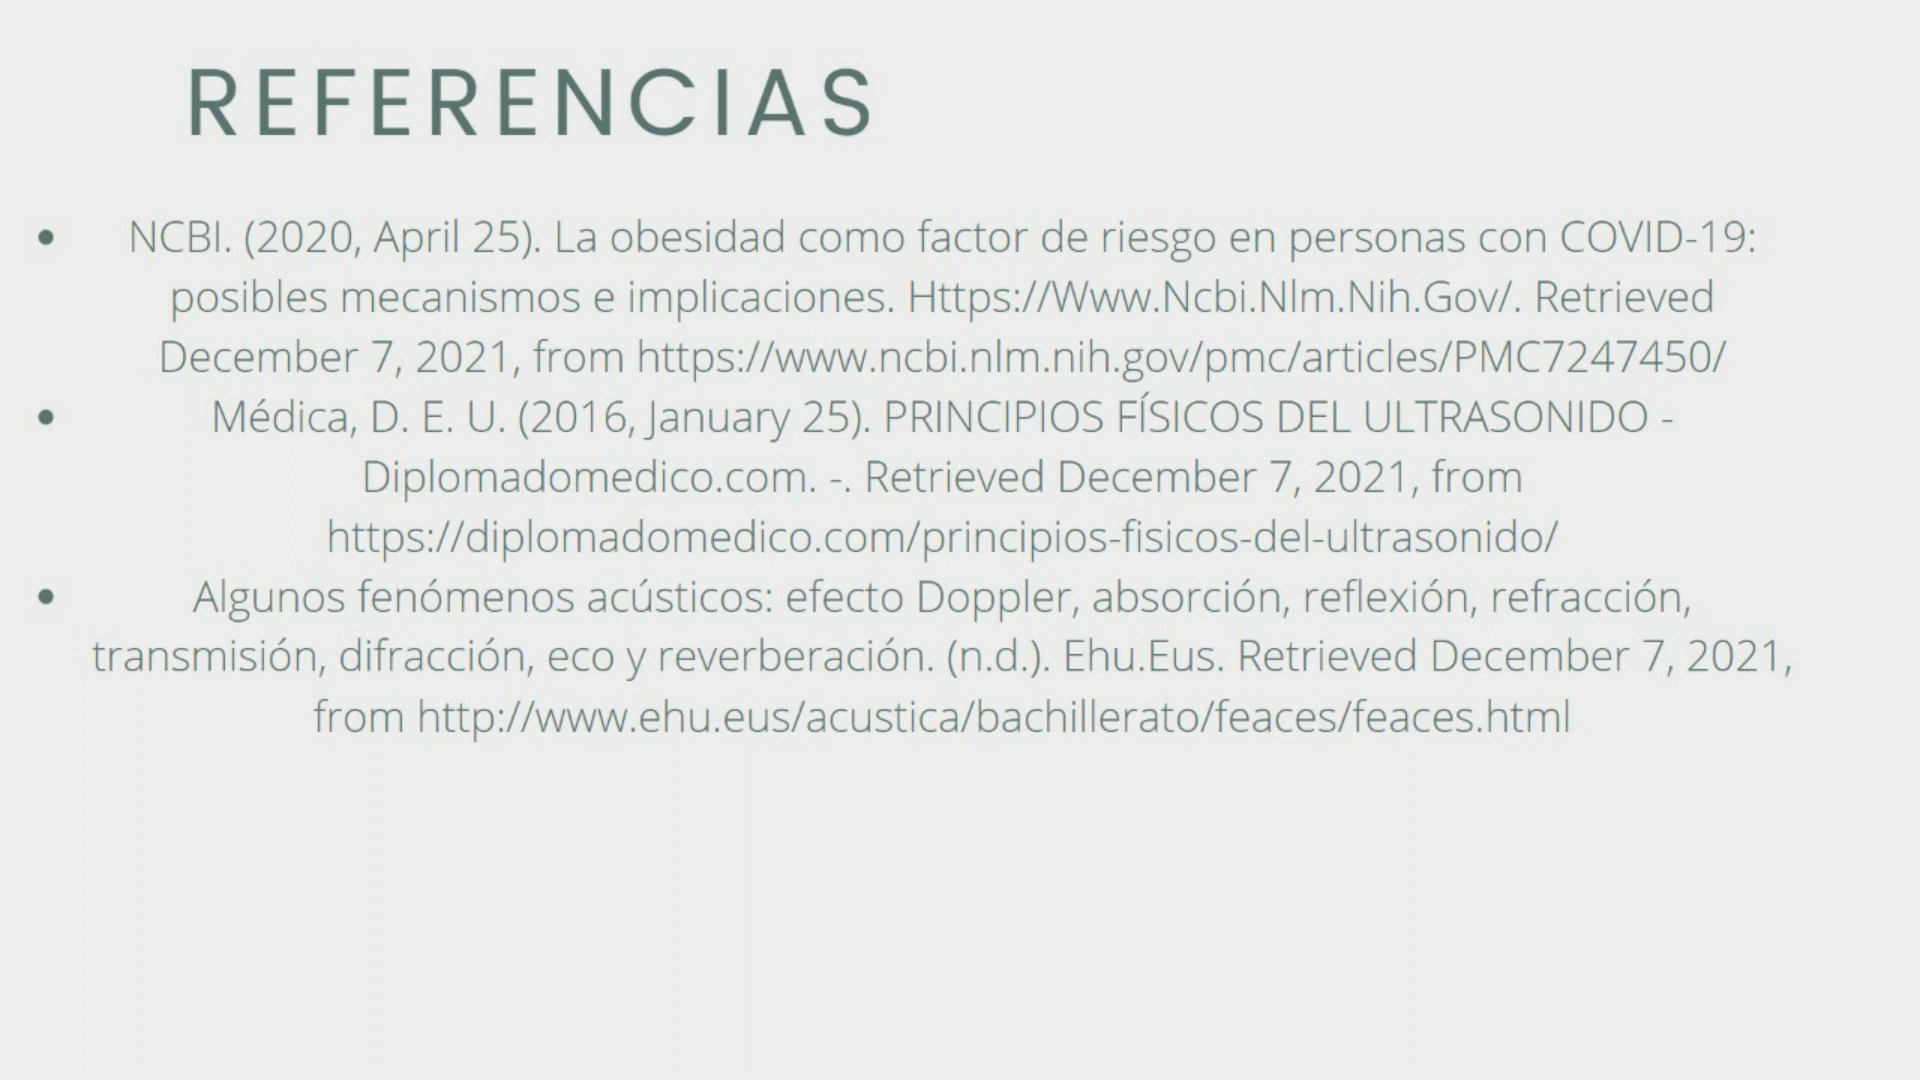 REFERENCIAS
• NCBI. (2020, April 25). La obesidad como factor de riesgo en personas con COVID-19:
posibles mecanismos e implicaciones. Https://Www.Ncbi.Nlm.Nih.Gov/. Retrieved
December 7, 2021, from https://www.ncbi.nlm.nih.gov/pmc/articles/PMC7247450/
• Médica, D. E. U. (2016, January 25). PRINCIPIOS FÍSICOS DEL ULTRASONIDO -
Diplomadomedico.com. -. Retrieved December 7, 2021, from
https://diplomadomedico.com/principios-fisicos-del-ultrasonido/
• Algunos fenómenos acústicos: efecto Doppler, absorción, reflexión, refracción,
transmisión, difracción, eco y reverberación. (n.d.). Ehu.Eus. Retrieved December 7, 2021,
from http://www.ehu.eus/acustica/bachillerato/feaces/feaces.html